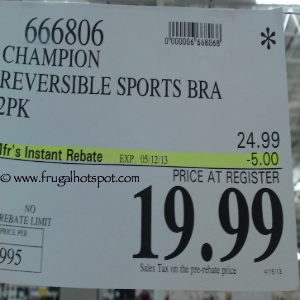 666806
0000006 668068
*
CHAMPION
REVERSIBLE SPORTS BRA
2PK
24.99
Mfr's Instant Rebate EXP. 05/12/13 -5.00
www.frugalhotspot.com
PRICE AT REGISTER
19.99
NO
REBATE LIMIT
PRICE PER
995
Sales Tax on the pre-rebate price
4/15/13